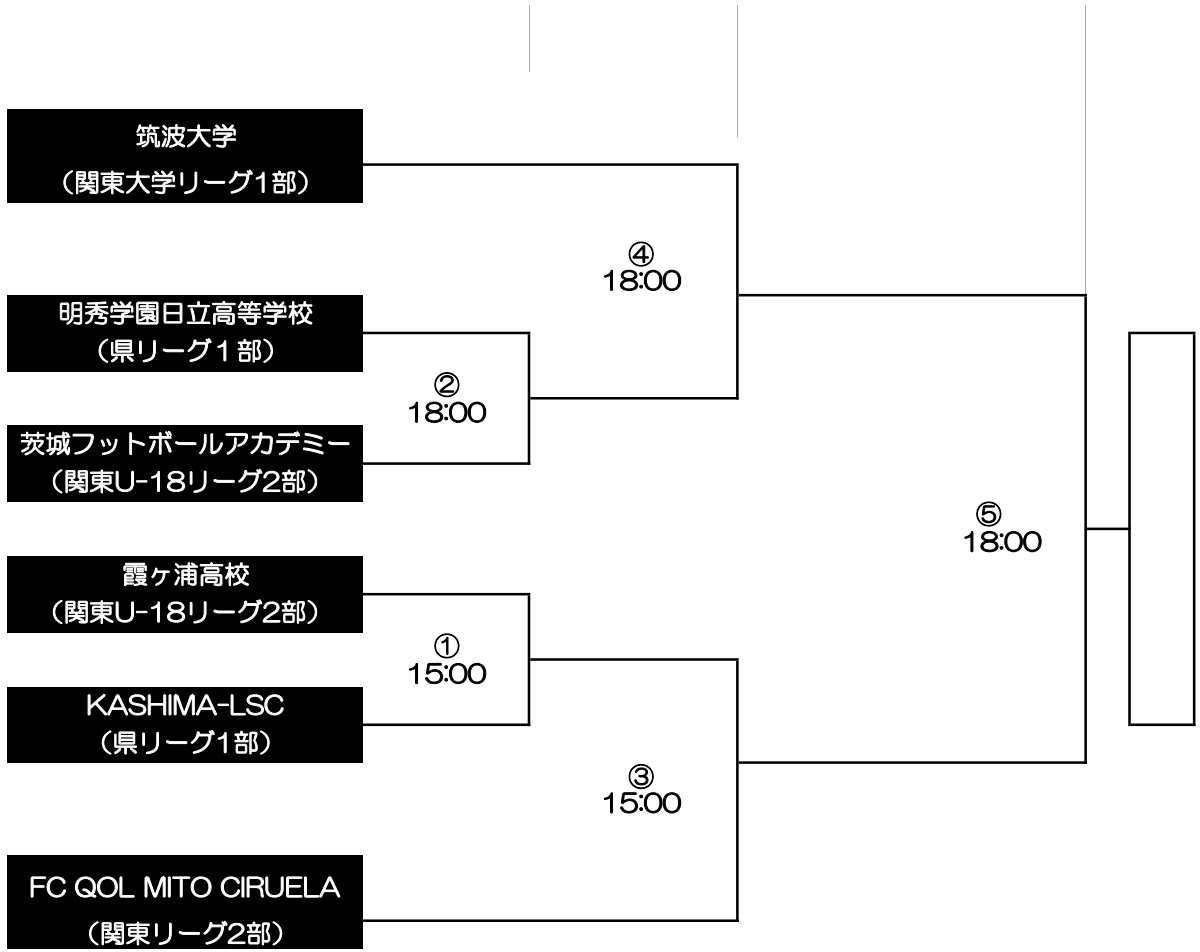 筑波大学
（関東大学リーグ1部）
④
18:00
明秀学園日立高等学校
（県リーグ１部）
②
18:00
茨城フットボールアカデミー
（関東U-18リーグ2部）
⑤
18:00
霞ヶ浦高校
（関東U-18リーグ2部）
①
15:00
KASHIMA-LSC
（県リーグ1部）
③
15:00
FC QOL MITO CIRUELA
（関東リーグ2部）